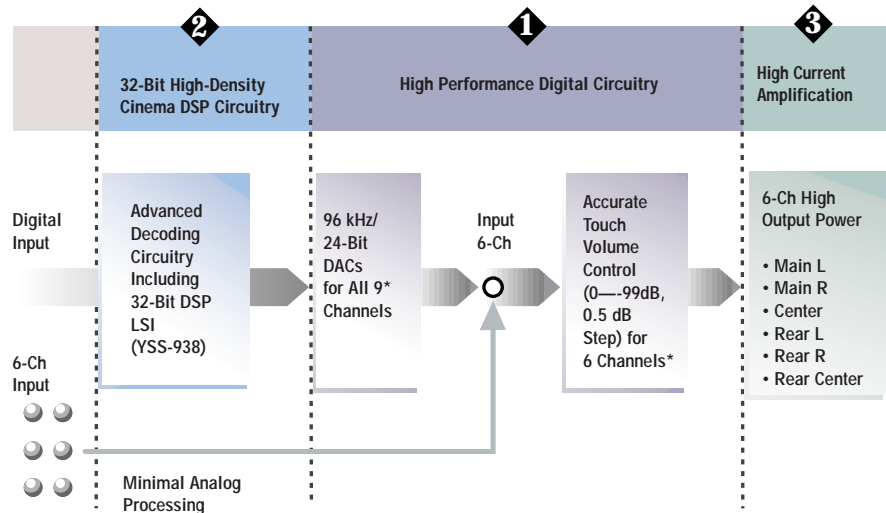 2
1
3
32-Bit High-Density
Cinema DSP Circuitry
High Performance Digital Circuitry
High Current
Amplification
Digital
Input
Advanced
Decoding
Circuitry
Including
32-Bit DSP
LSI
(YSS-938)
96 kHz/
24-Bit
DACs
for All 9*
Channels
Input
6-Ch
Accurate
Touch
Volume
Control
(0—-99dB,
0.5 dB
Step) for
6 Channels*
6-Ch High
Output Power
• Main L
• Main R
• Center
• Rear L
• Rear R
• Rear Center
6-Ch
Input
Minimal Analog
Processing